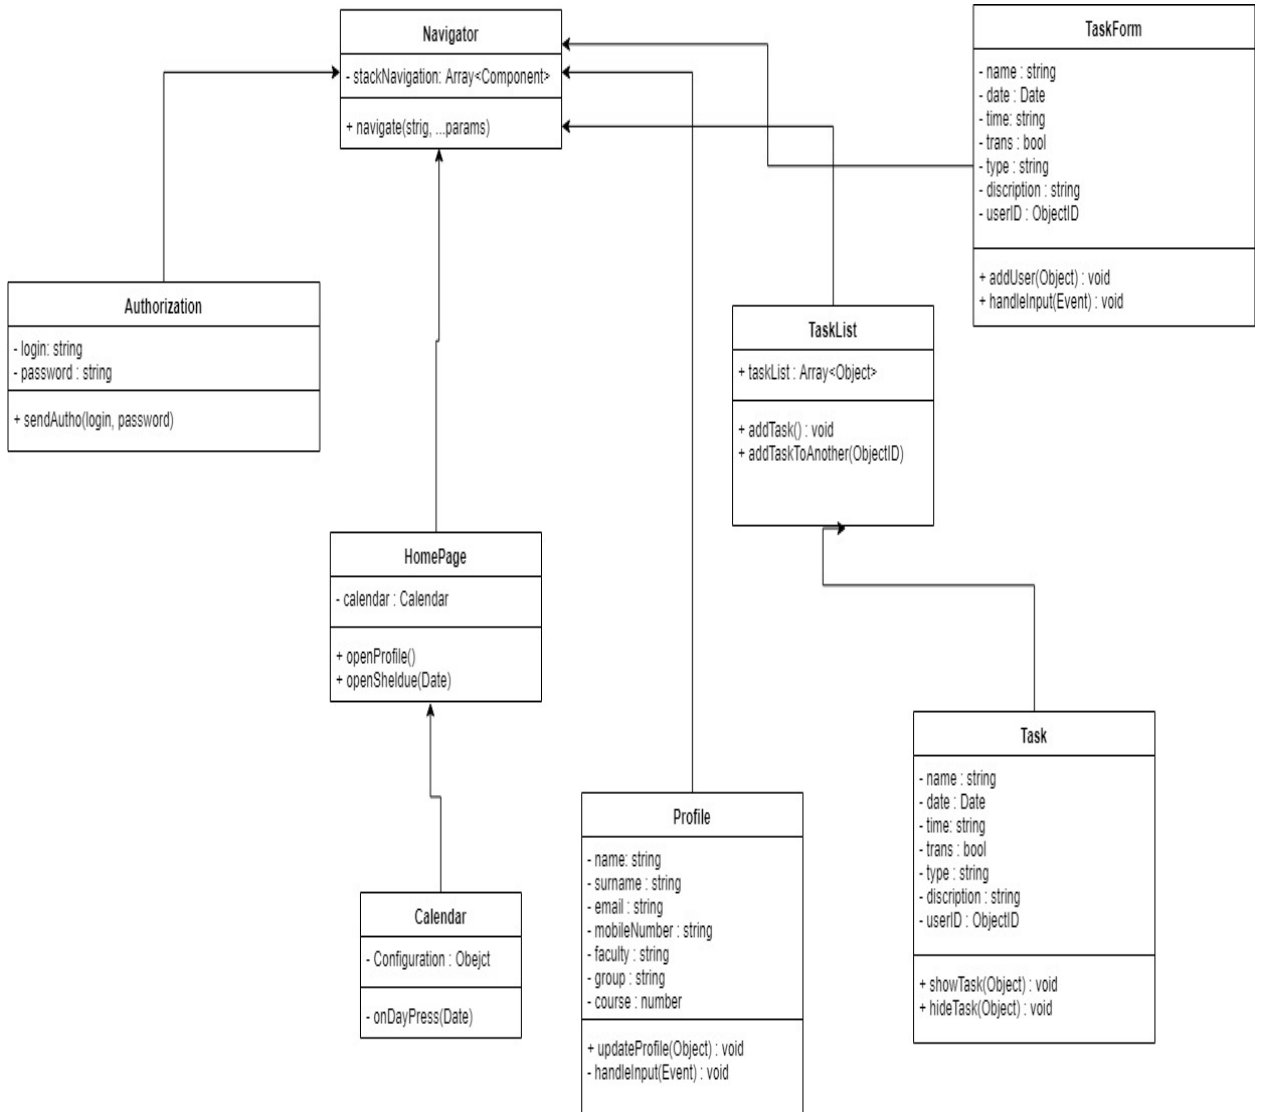 Navigator
- stackNavigation: Array<Component>
+ navigate(strig, ...params)
TaskForm
- name : string
- date : Date
- time: string
- trans : bool
- type : string
- discription : string
- userID : ObjectID
+ addUser(Object) : void
+ handleInput(Event) : void
Authorization
- login: string
- password : string
+ sendAutho(login, password)
TaskList
+ taskList : Array<Object>
+ addTask() : void
+ addTaskToAnother(ObjectID)
HomePage
- calendar : Calendar
+ openProfile()
+ openSheldue(Date)
Task
- name : string
- date : Date
- time: string
- trans : bool
- type : string
- discription : string
- userID : ObjectID
+ showTask(Object) : void
+ hideTask(Object) : void
Profile
- name: string
- surname : string
- email : string
- mobileNumber : string
- faculty : string
- group : string
- course : number
+ updateProfile(Object) : void
- handleInput(Event) : void
Calendar
- Configuration : Obejct
- onDayPress(Date)